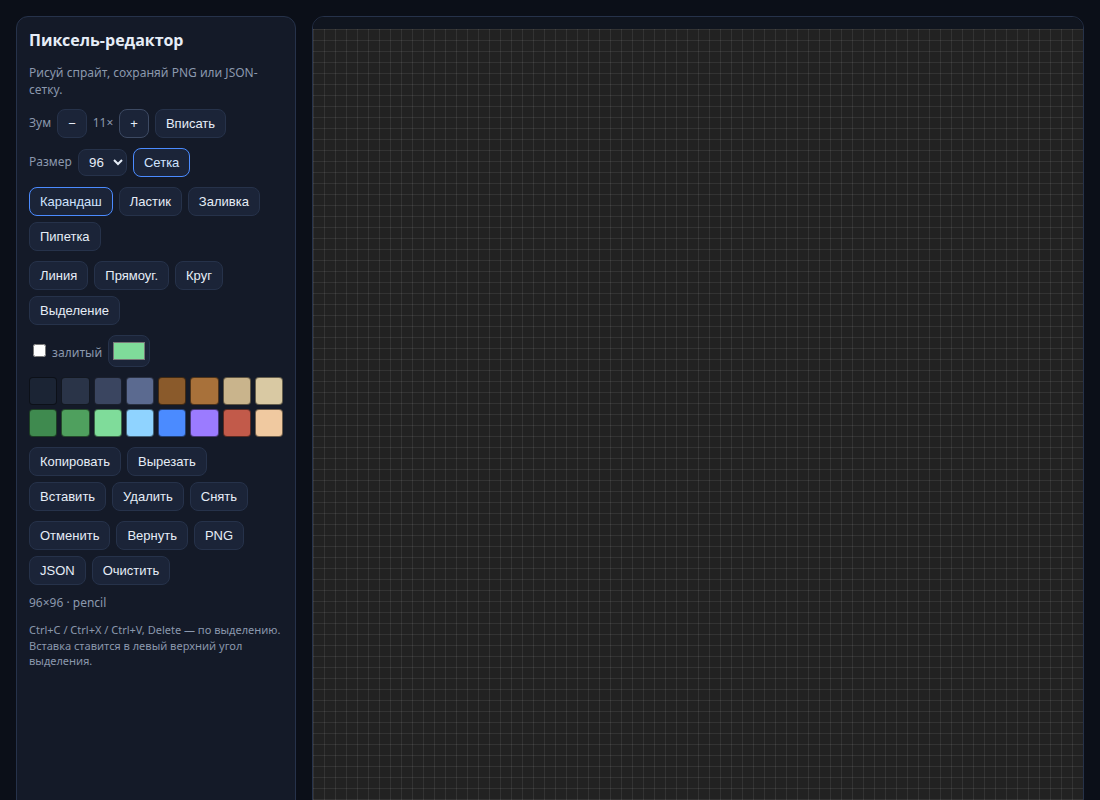 Пиксель-редактор
Рисуй спрайт, сохраняй PNG или JSON-
сетку.
Зум − 11× + Вписать
Размер 96 Сетка
Карандаш Ластик Заливка
Пипетка
Линия Прямоуг. Круг
Выделение
залитый
Копировать Вырезать
Вставить Удалить Снять
Отменить Вернуть PNG
JSON Очистить
96×96 · pencil
Ctrl+C / Ctrl+X / Ctrl+V, Delete — по выделению.
Вставка ставится в левый верхний угол
выделения.